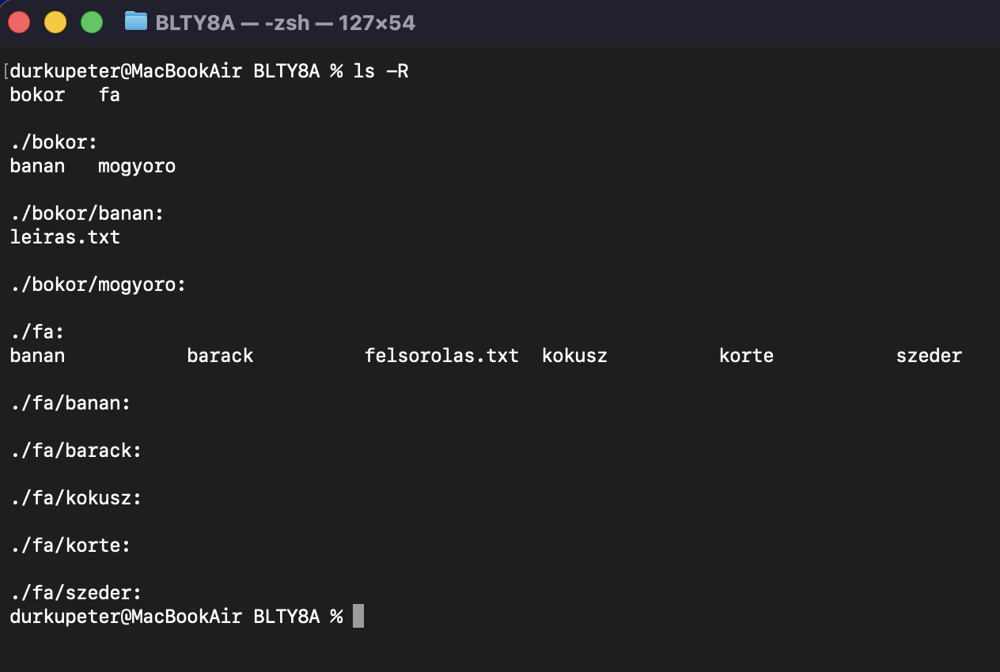 BLTY8A — -zsh — 127×54
[durkupeter@MacBookAir BLTY8A % ls -R
bokor fa
./bokor:
banan mogyoro
./bokor/banan:
leiras.txt
./bokor/mogyoro:
./fa:
banan barack felsorolas.txt kokusz korte szeder
./fa/banan:
./fa/barack:
./fa/kokusz:
./fa/korte:
./fa/szeder:
durkupeter@MacBookAir BLTY8A %